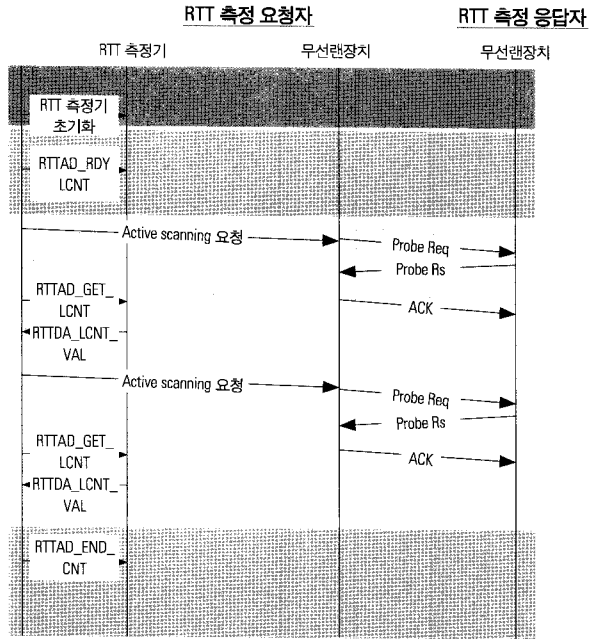 RTT 측정 요청자
RTT 측정 응답자
RTT 측정기
무선랜장치
무선랜장치
RTT 측정기
초기화
RTTAD_RDY
LCNT
Active scanning 요청
Probe Req
Probe Rs
RTTAD_GET_
LCNT
ACK
RTTDA_LCNT_
VAL
Active scanning 요청
Probe Req
Probe Rs
RTTAD_GET_
LCNT
ACK
RTTDA_LCNT_
VAL
RTTAD_END_
CNT